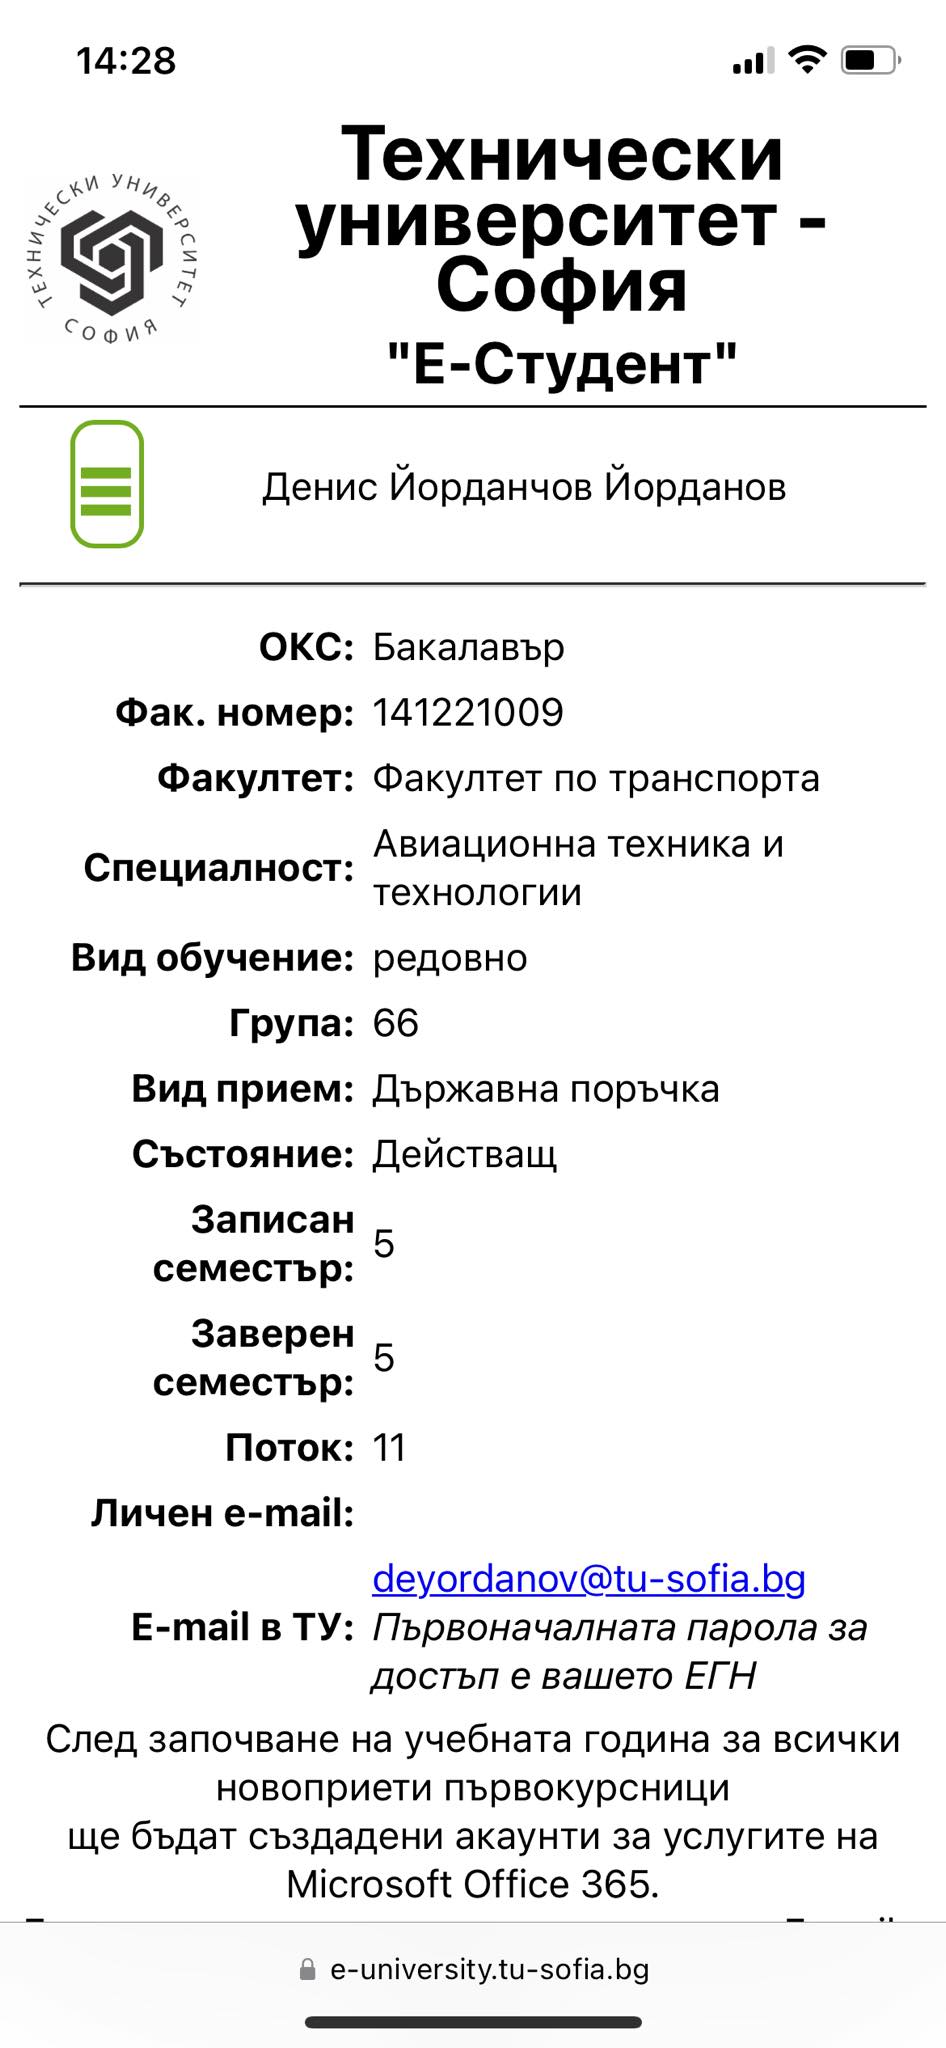 14:28
ТЕХНИЧЕСКИ УНИВЕРСИТЕТ
СОФИЯ
Технически
университет -
София
"Е-Студент"
Денис Йорданчов Йорданов
ОКС: Бакалавър
Фак. номер: 141221009
Факултет: Факултет по транспорта
Специалност: Авиационна техника и
технологии
Вид обучение: редовно
Група: 66
Вид прием: Държавна поръчка
Състояние: Действащ
Записан
семестър: 5
Заверен
семестър: 5
Поток: 11
Личен e-mail:
deyordanov@tu-sofia.bg
E-mail в ТУ: Първоначалната парола за
достъп е вашето ЕГН
След започване на учебната година за всички
новоприети първокурсници
ще бъдат създадени акаунти за услугите на
Microsoft Office 365.
e-university.tu-sofia.bg